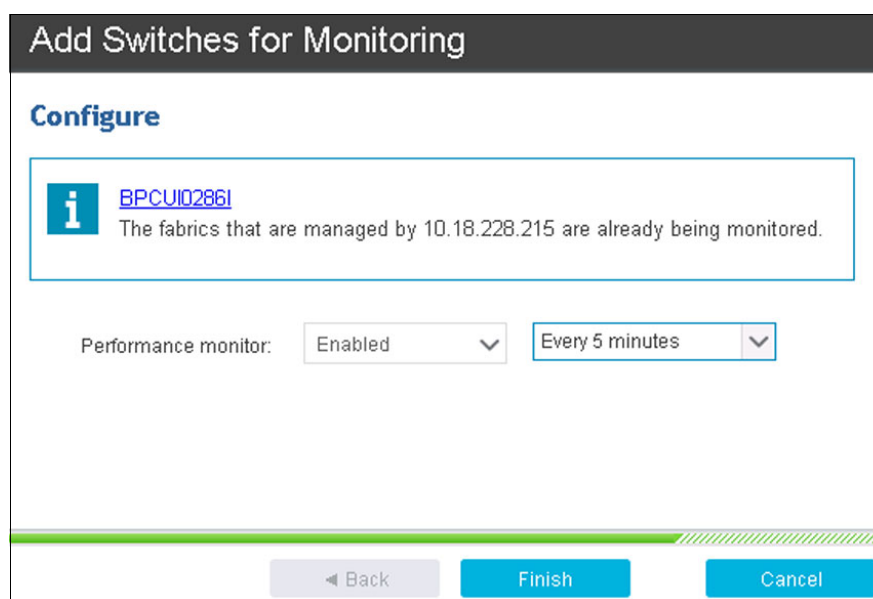 Add Switches for Monitoring
Configure
BPCUI0286I
The fabrics that are managed by 10.18.228.215 are already being monitored.
Performance monitor: Enabled Every 5 minutes
Back Finish Cancel